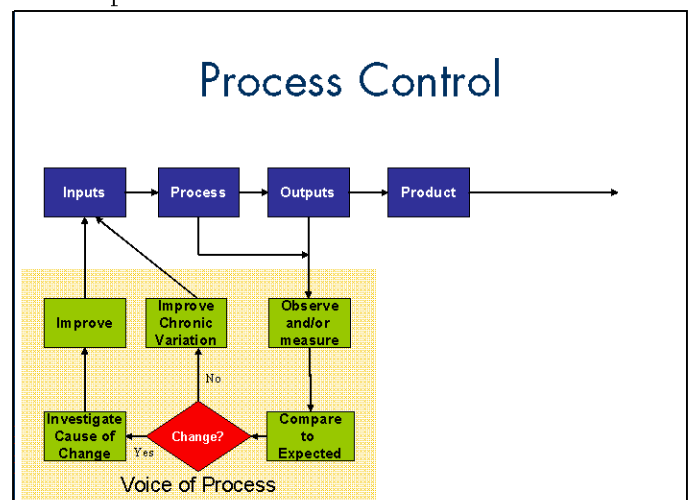 Process Control
Inputs
Process
Outputs
Product
Improve
Improve
Chronic
Variation
Observe
and/or
measure
No
Investigate
Cause of
Change
Yes
Change?
Compare
to
Expected
Voice of Process